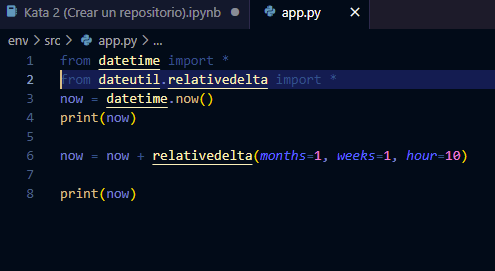 Kata 2 (Crear un repositorio).ipynb ● app.py ×
env > src > app.py > ...
1 from datetime import *
2 from dateutil.relativedelta import *
3 now = datetime.now()
4 print(now)
5
6 now = now + relativedelta(months=1, weeks=1, hour=10)
7
8 print(now)